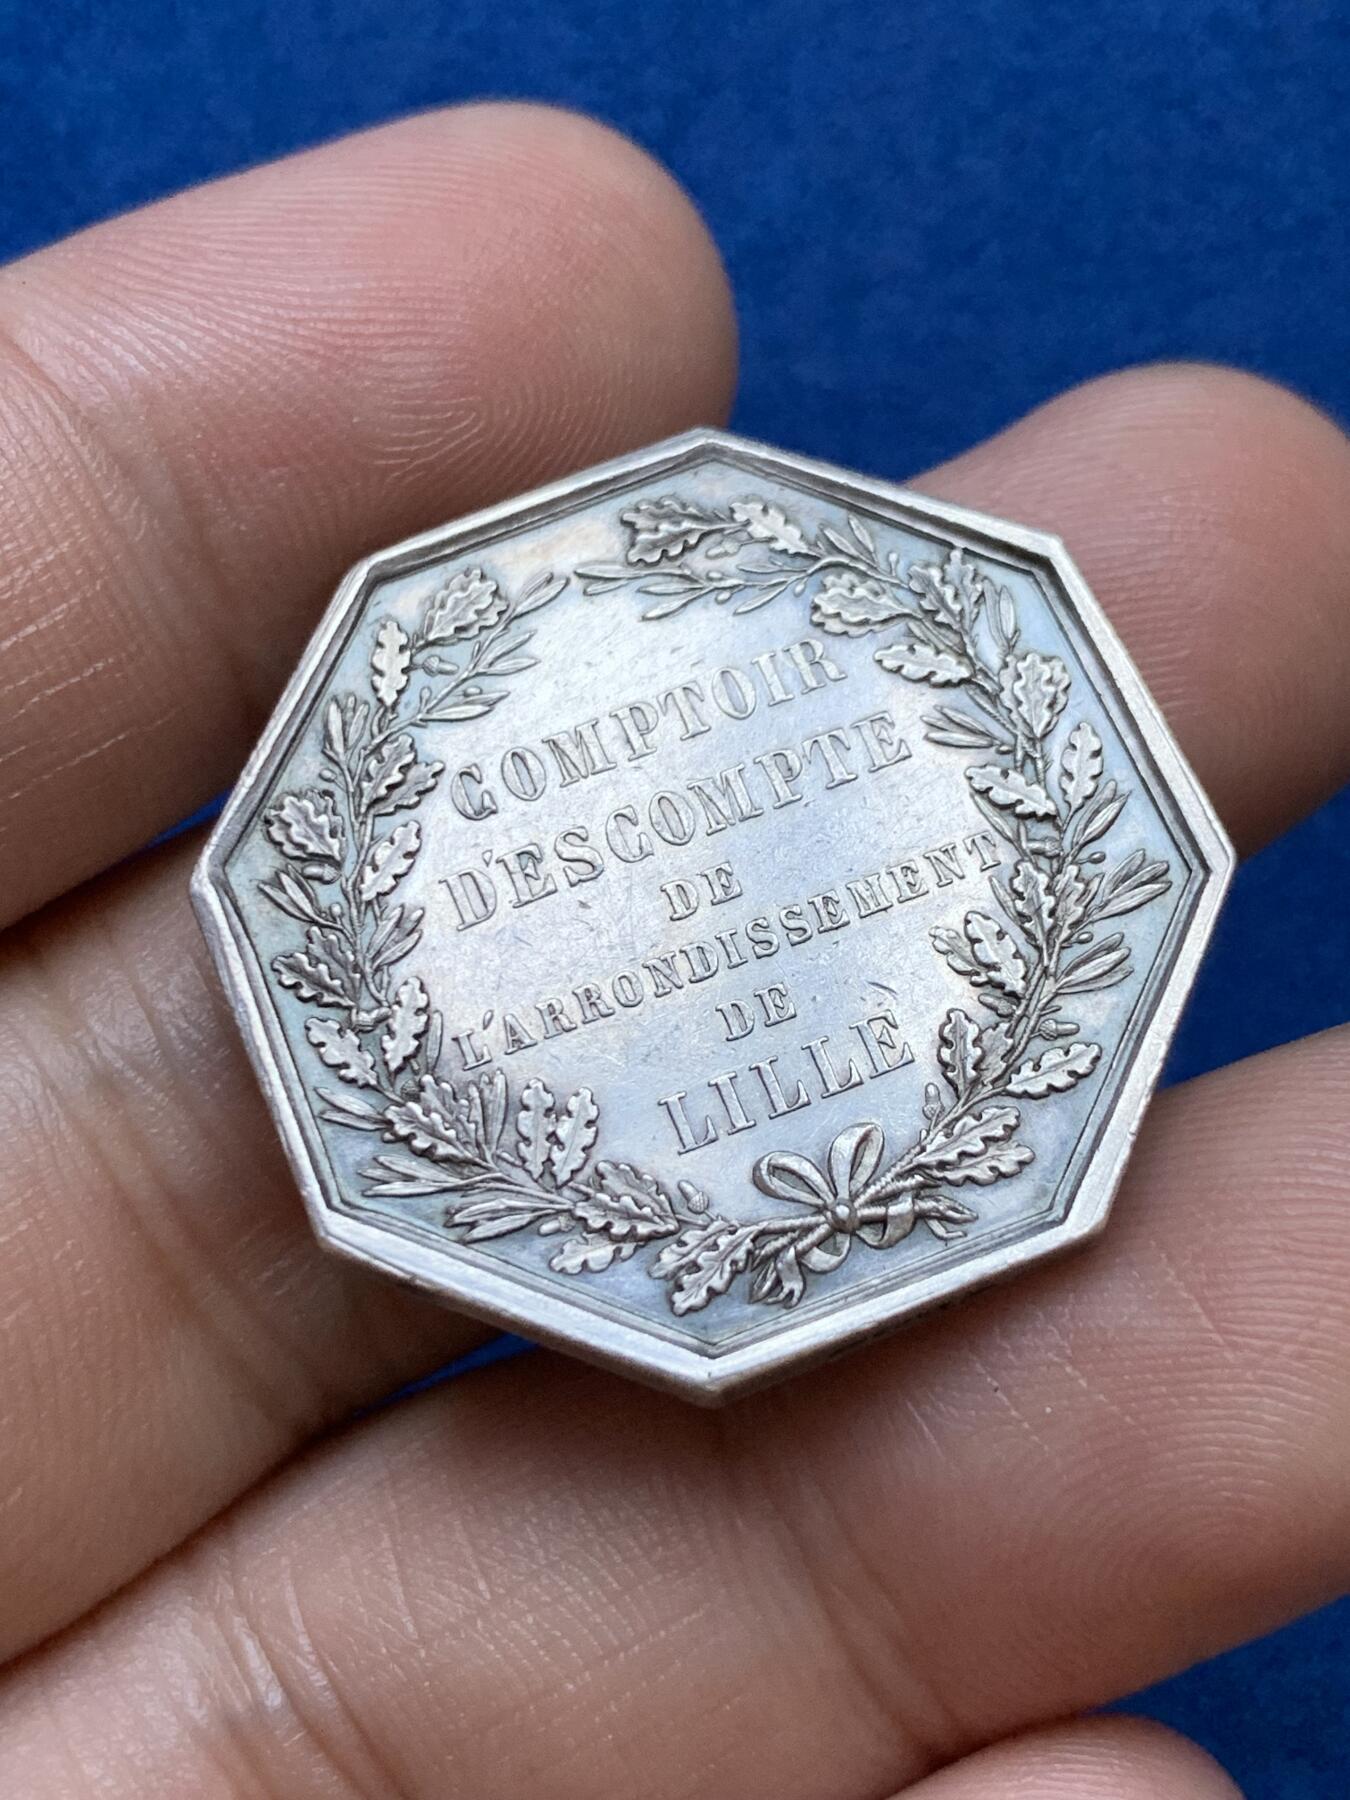 COMPTOIR
D'ESCOMPTE
DE
L'ARRONDISSEMENT
DE
LILLE